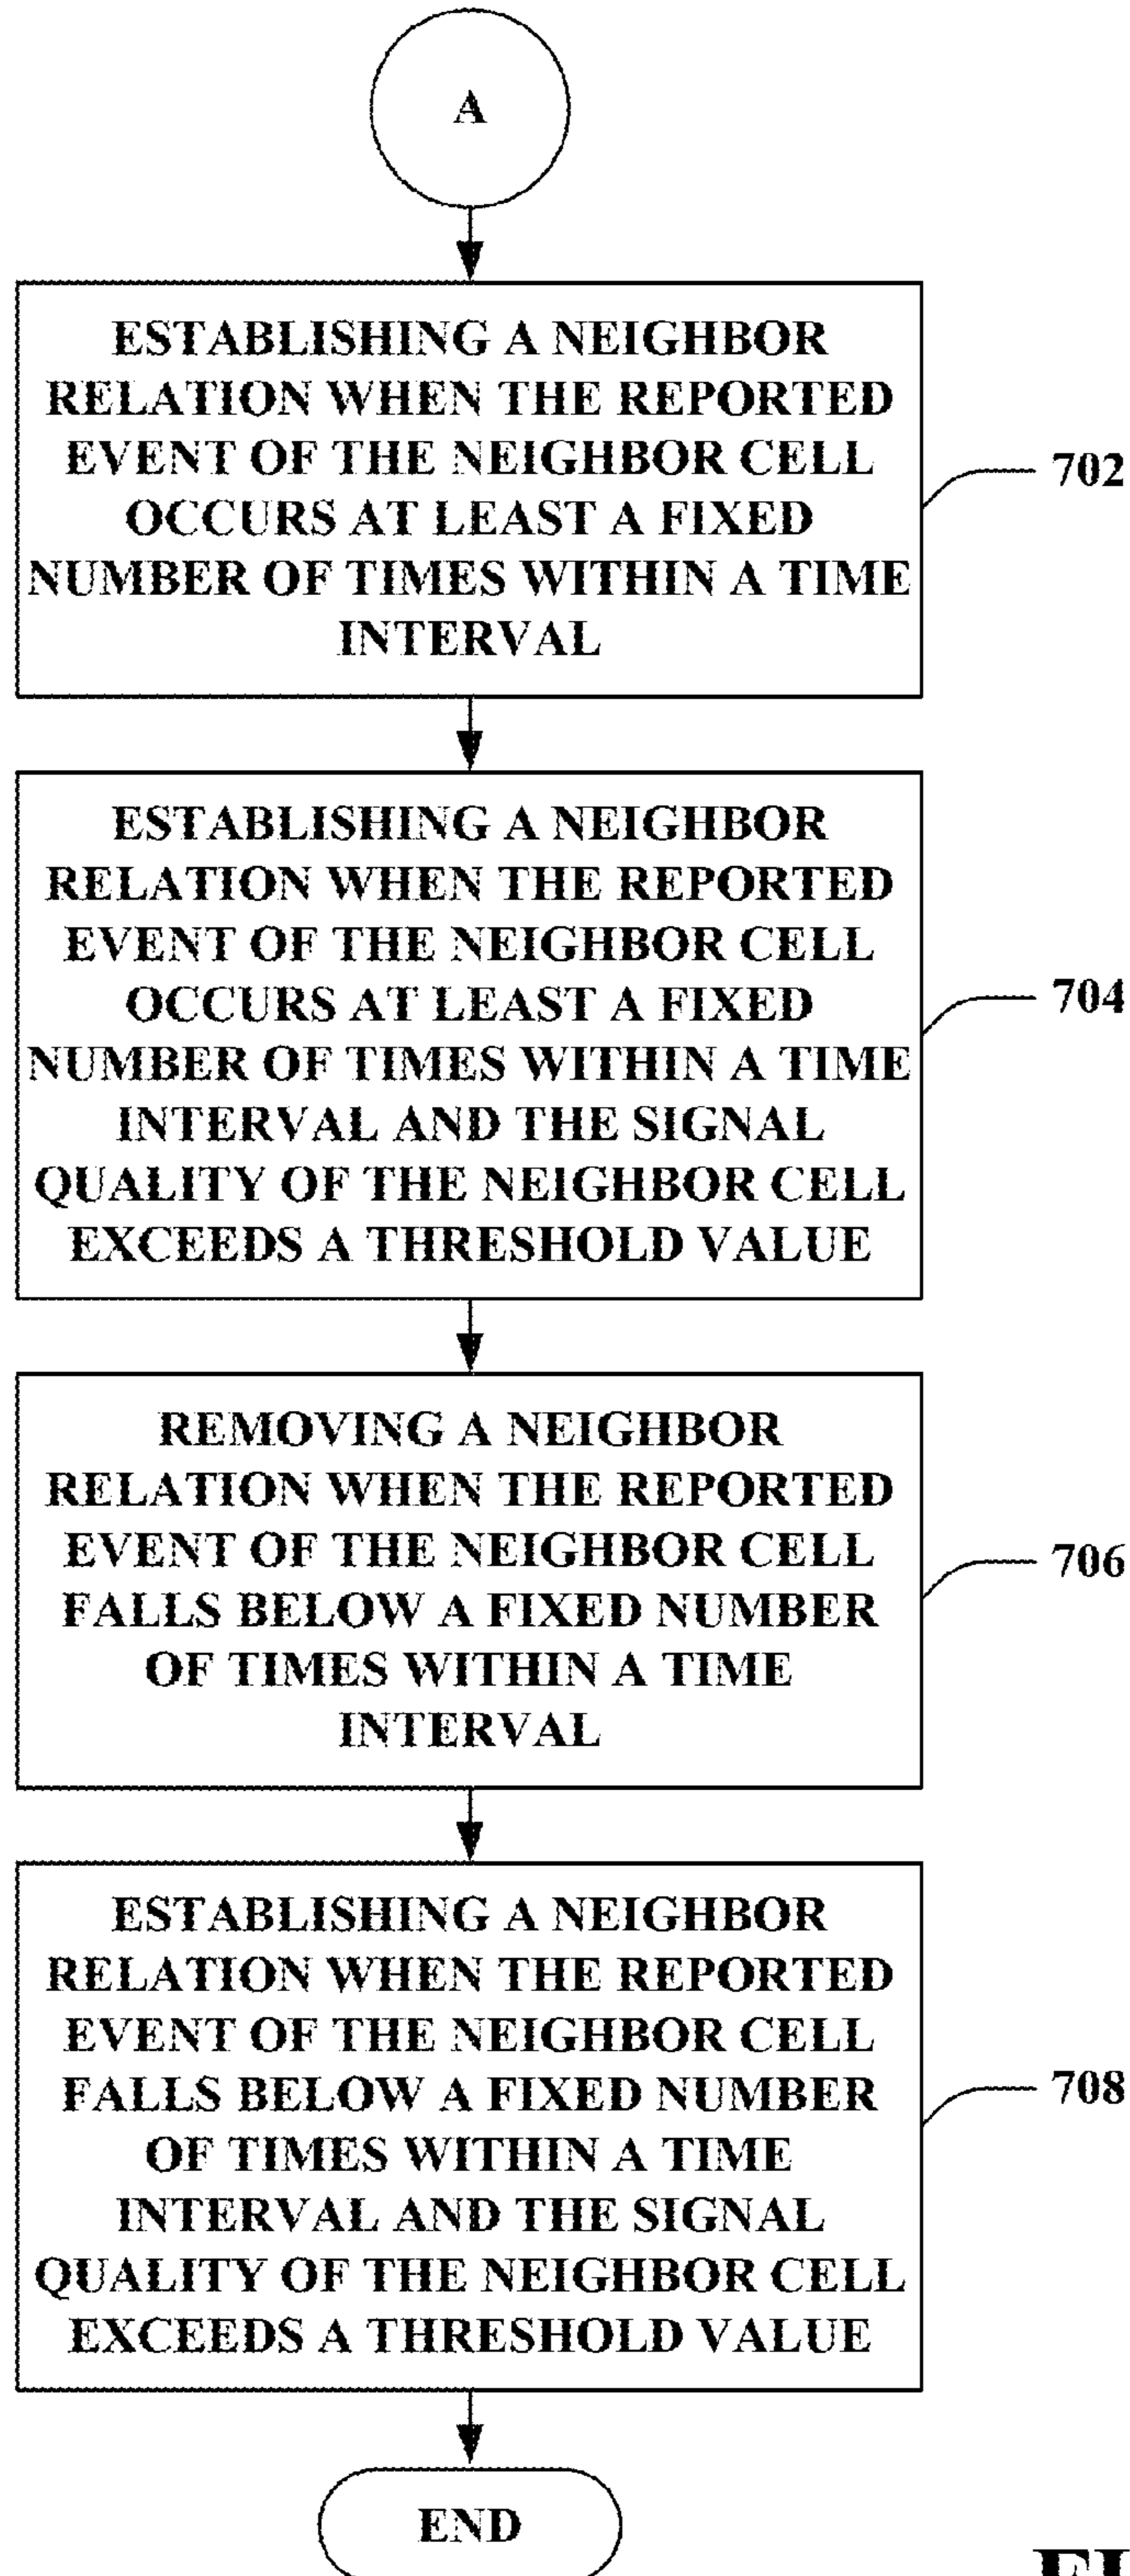 A
ESTABLISHING A NEIGHBOR
RELATION WHEN THE REPORTED
EVENT OF THE NEIGHBOR CELL
OCCURS AT LEAST A FIXED
NUMBER OF TIMES WITHIN A TIME
INTERVAL
702
ESTABLISHING A NEIGHBOR
RELATION WHEN THE REPORTED
EVENT OF THE NEIGHBOR CELL
OCCURS AT LEAST A FIXED
NUMBER OF TIMES WITHIN A TIME
INTERVAL AND THE SIGNAL
QUALITY OF THE NEIGHBOR CELL
EXCEEDS A THRESHOLD VALUE
704
REMOVING A NEIGHBOR
RELATION WHEN THE REPORTED
EVENT OF THE NEIGHBOR CELL
FALLS BELOW A FIXED NUMBER
OF TIMES WITHIN A TIME
INTERVAL
706
ESTABLISHING A NEIGHBOR
RELATION WHEN THE REPORTED
EVENT OF THE NEIGHBOR CELL
FALLS BELOW A FIXED NUMBER
OF TIMES WITHIN A TIME
INTERVAL AND THE SIGNAL
QUALITY OF THE NEIGHBOR CELL
EXCEEDS A THRESHOLD VALUE
708
END